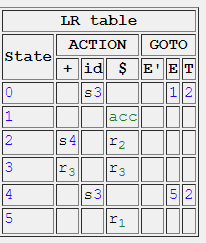 LR table
State ACTION GOTO
+ id $ E' E T
0 s3 1 2
1 acc
2 s4 r2
3 r3 r3
4 s3 5 2
5 r1